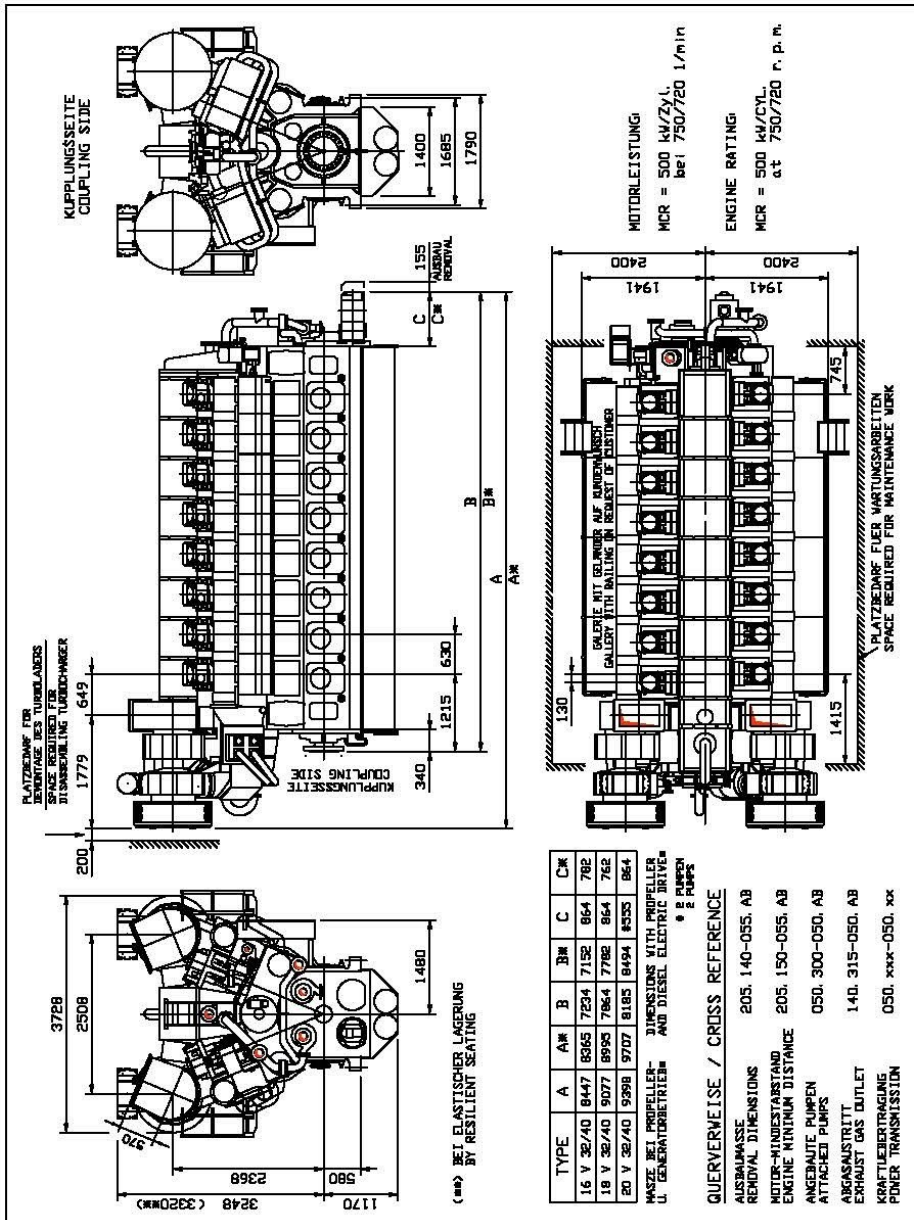 KUPPLUNGSSEITE
COUPLING SIDE
1400
1685
1790
MOTORLEISTUNG:
MCR = 500 kW/Zyl.
bei 750/720 1/min
ENGINE RATING:
MCR = 500 kW/CYL.
at 750/720 r.p.m.
PLATZBEDARF FÜR
DEMONTAGE DES TURBOLADERS
SPACE REQUIRED FOR
DISASSEMBLING TURBOCHARGER
200
1779
649
155
AUSBAU
REMOVAL
C
C*
KUPPLUNGSSEITE
COUPLING SIDE
340
1215
630
B
B*
A
A*
2400
1941
1941
2400
GALERIE MIT GELÄNDER AUF KUNDENWUNSCH
GALLERY WITH RAILING ON REQUEST OF CUSTOMER
130
1415
745
PLATZBEDARF FUER WARTUNGSARBEITEN
SPACE REQUIRED FOR MAINTENANCE WORK
3728
2508
570
1480
3248 (3320**)
2368
580
1170
(**) BEI ELASTISCHER LAGERUNG
BY RESILIENT SEATING
TYPE A A* B B* C C*
16 V 32/40 8447 8365 7234 7152 864 782
18 V 32/40 9077 8995 7864 7782 864 762
20 V 32/40 9398 9707 8185 8494 #555 864
MASZE BEI PROPELLER- DIMENSIONS WITH PROPELLER
U. GENERATORBETRIEB* AND DIESEL ELECTRIC DRIVE*
# 2 PUMPEN
2 PUMPS
QUERVERWEISE / CROSS REFERENCE
AUSBAUMASSE
REMOVAL DIMENSIONS 205. 140-055. AB
MOTOR-MINDESTABSTAND
ENGINE MINIMUM DISTANCE 205. 150-055. AB
ANGEBAUTE PUMPEN
ATTACHED PUMPS 050. 300-050. AB
ABGASAUSTRITT
EXHAUST GAS OUTLET 140. 315-050. AB
KRAFTUEBERTRAGUNG
POWER TRANSMISSION 050. xxx-050. xx